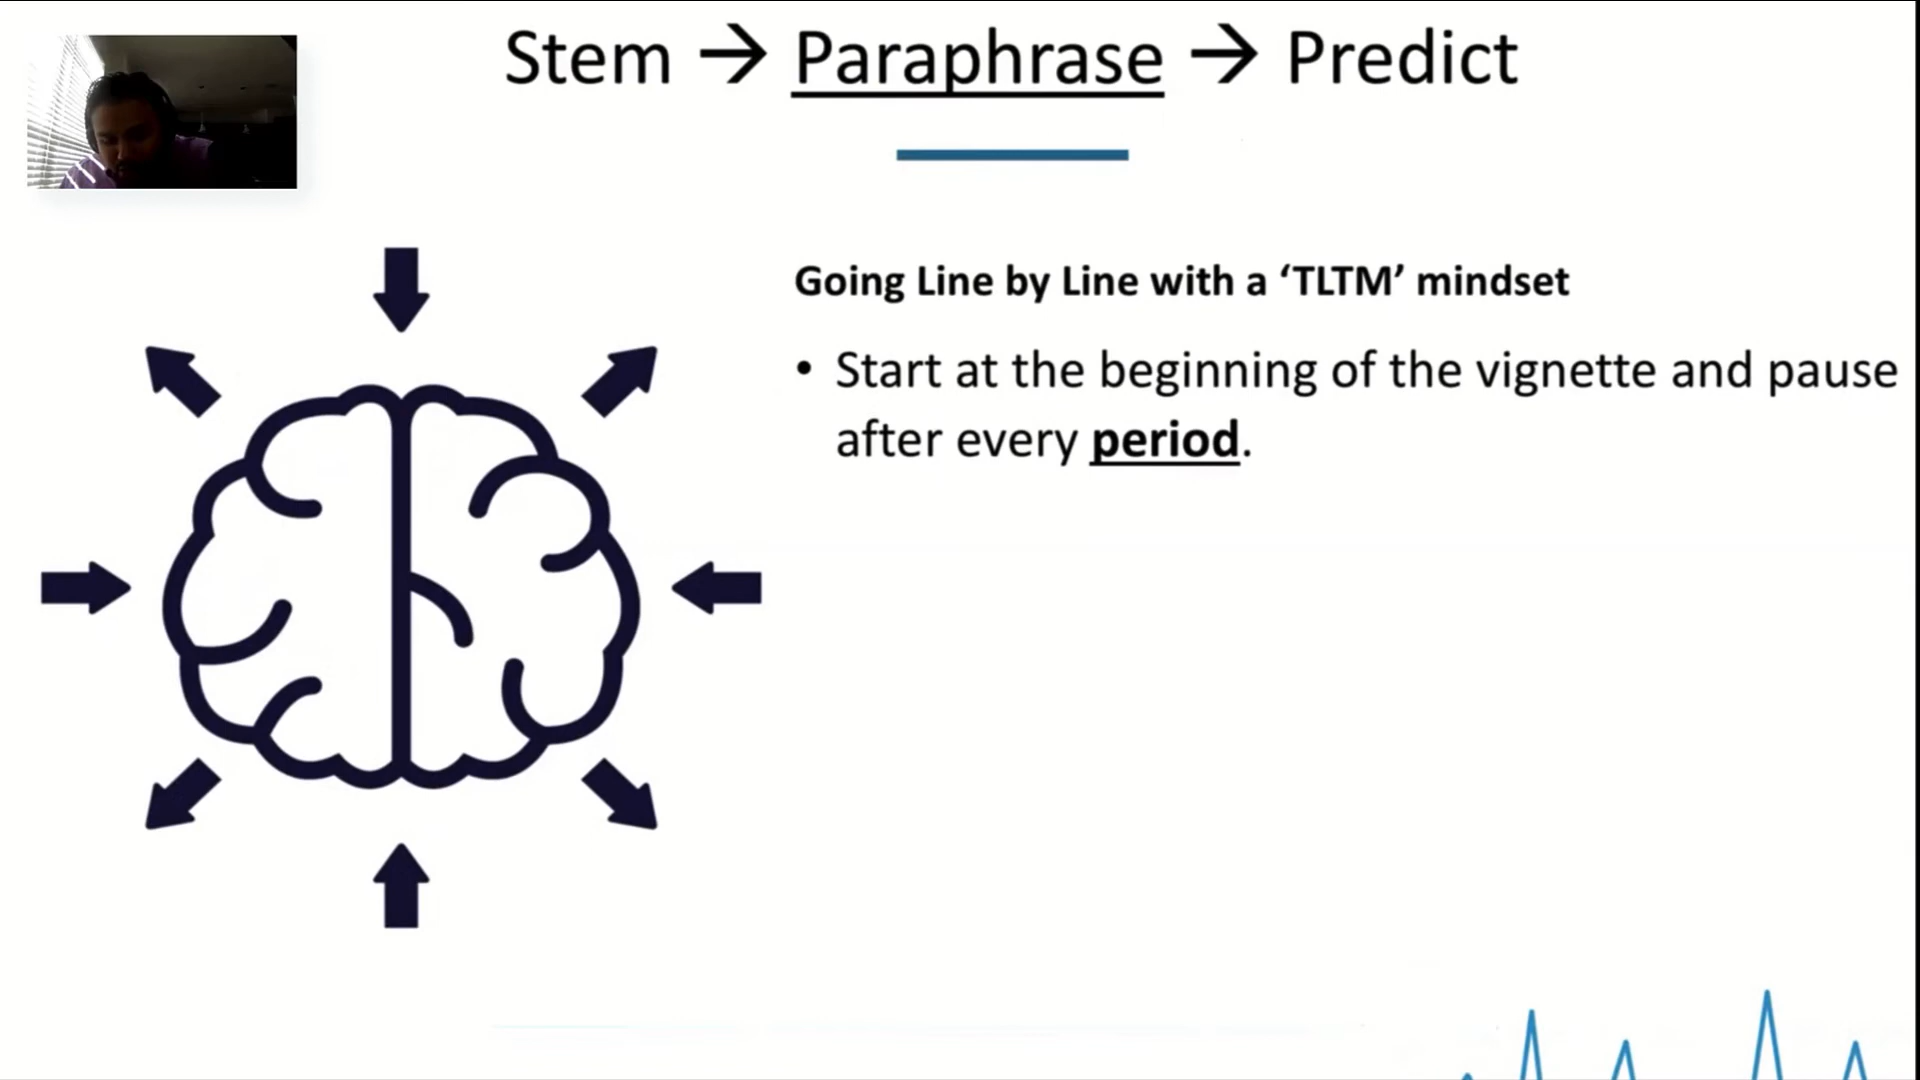 Stem → Paraphrase → Predict
Going Line by Line with a ‘TLTM’ mindset
• Start at the beginning of the vignette and pause
after every period.